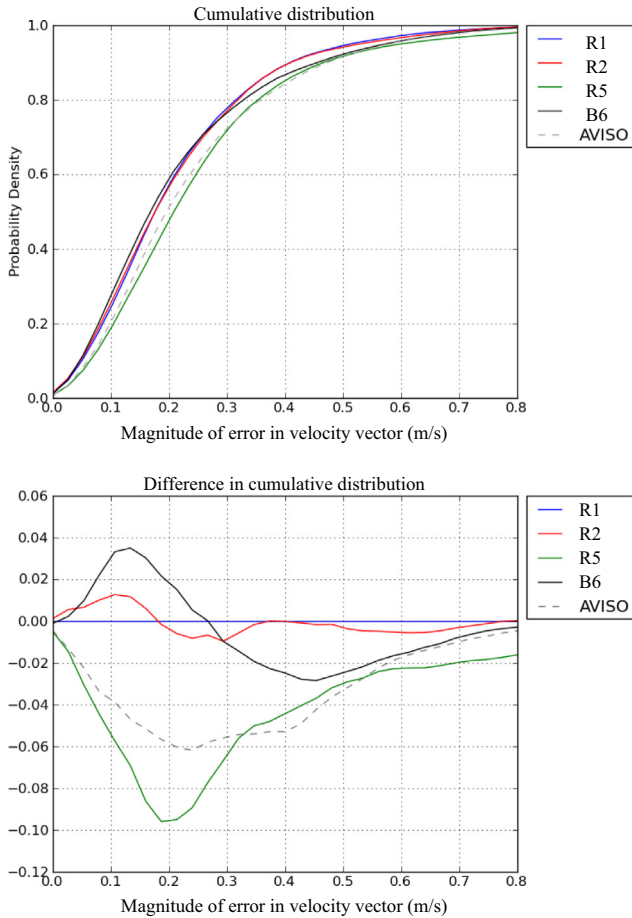 Cumulative distribution
1.0
0.8
0.6
0.4
0.2
0.0
Probability Density
0.0 0.1 0.2 0.3 0.4 0.5 0.6 0.7 0.8
Magnitude of error in velocity vector (m/s)
R1
R2
R5
B6
AVISO
Difference in cumulative distribution
0.06
0.04
0.02
0.00
−0.02
−0.04
−0.06
−0.08
−0.10
−0.12
0.0 0.1 0.2 0.3 0.4 0.5 0.6 0.7 0.8
Magnitude of error in velocity vector (m/s)
R1
R2
R5
B6
AVISO